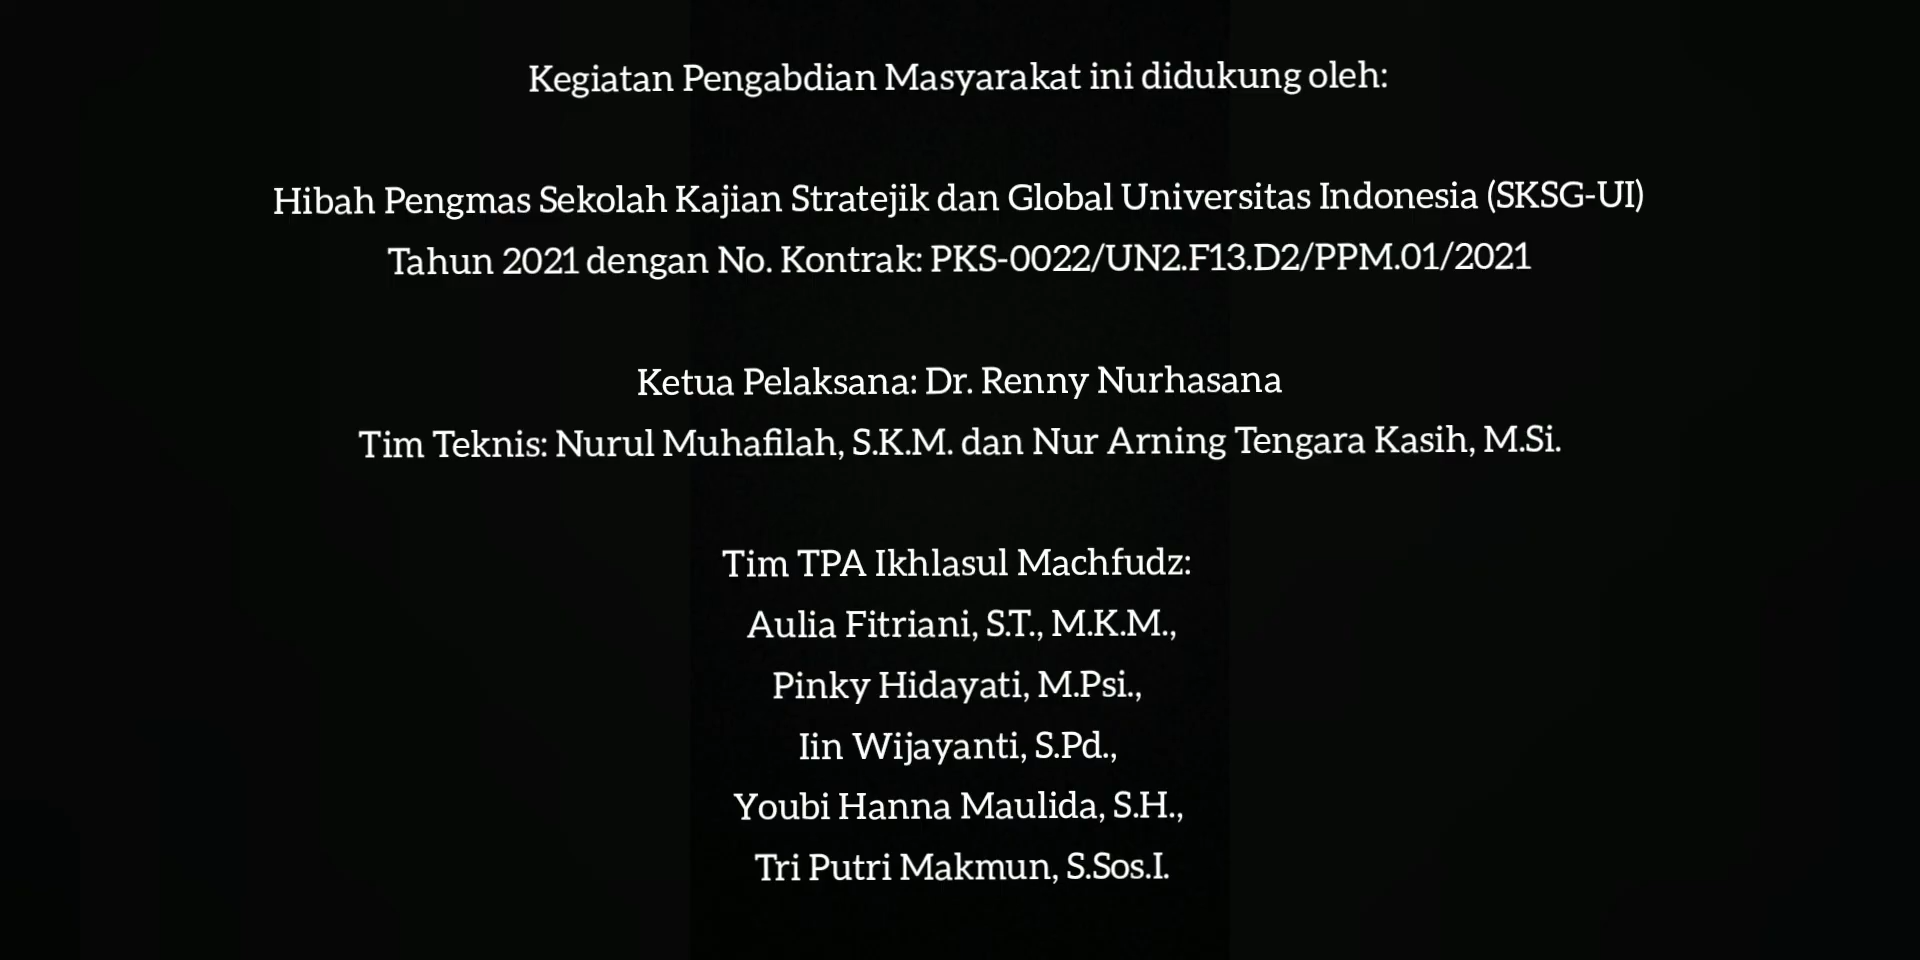 Kegiatan Pengabdian Masyarakat ini didukung oleh:
Hibah Pengmas Sekolah Kajian Stratejik dan Global Universitas Indonesia (SKSG-UI)
Tahun 2021 dengan No. Kontrak: PKS-0022/UN2.F13.D2/PPM.01/2021
Ketua Pelaksana: Dr. Renny Nurhasana
Tim Teknis: Nurul Muhafilah, S.K.M. dan Nur Arning Tengara Kasih, M.Si.
Tim TPA Ikhlasul Machfudz:
Aulia Fitriani, S.T., M.K.M.,
Pinky Hidayati, M.Psi.,
Iin Wijayanti, S.Pd.,
Youbi Hanna Maulida, S.H.,
Tri Putri Makmun, S.Sos.I.